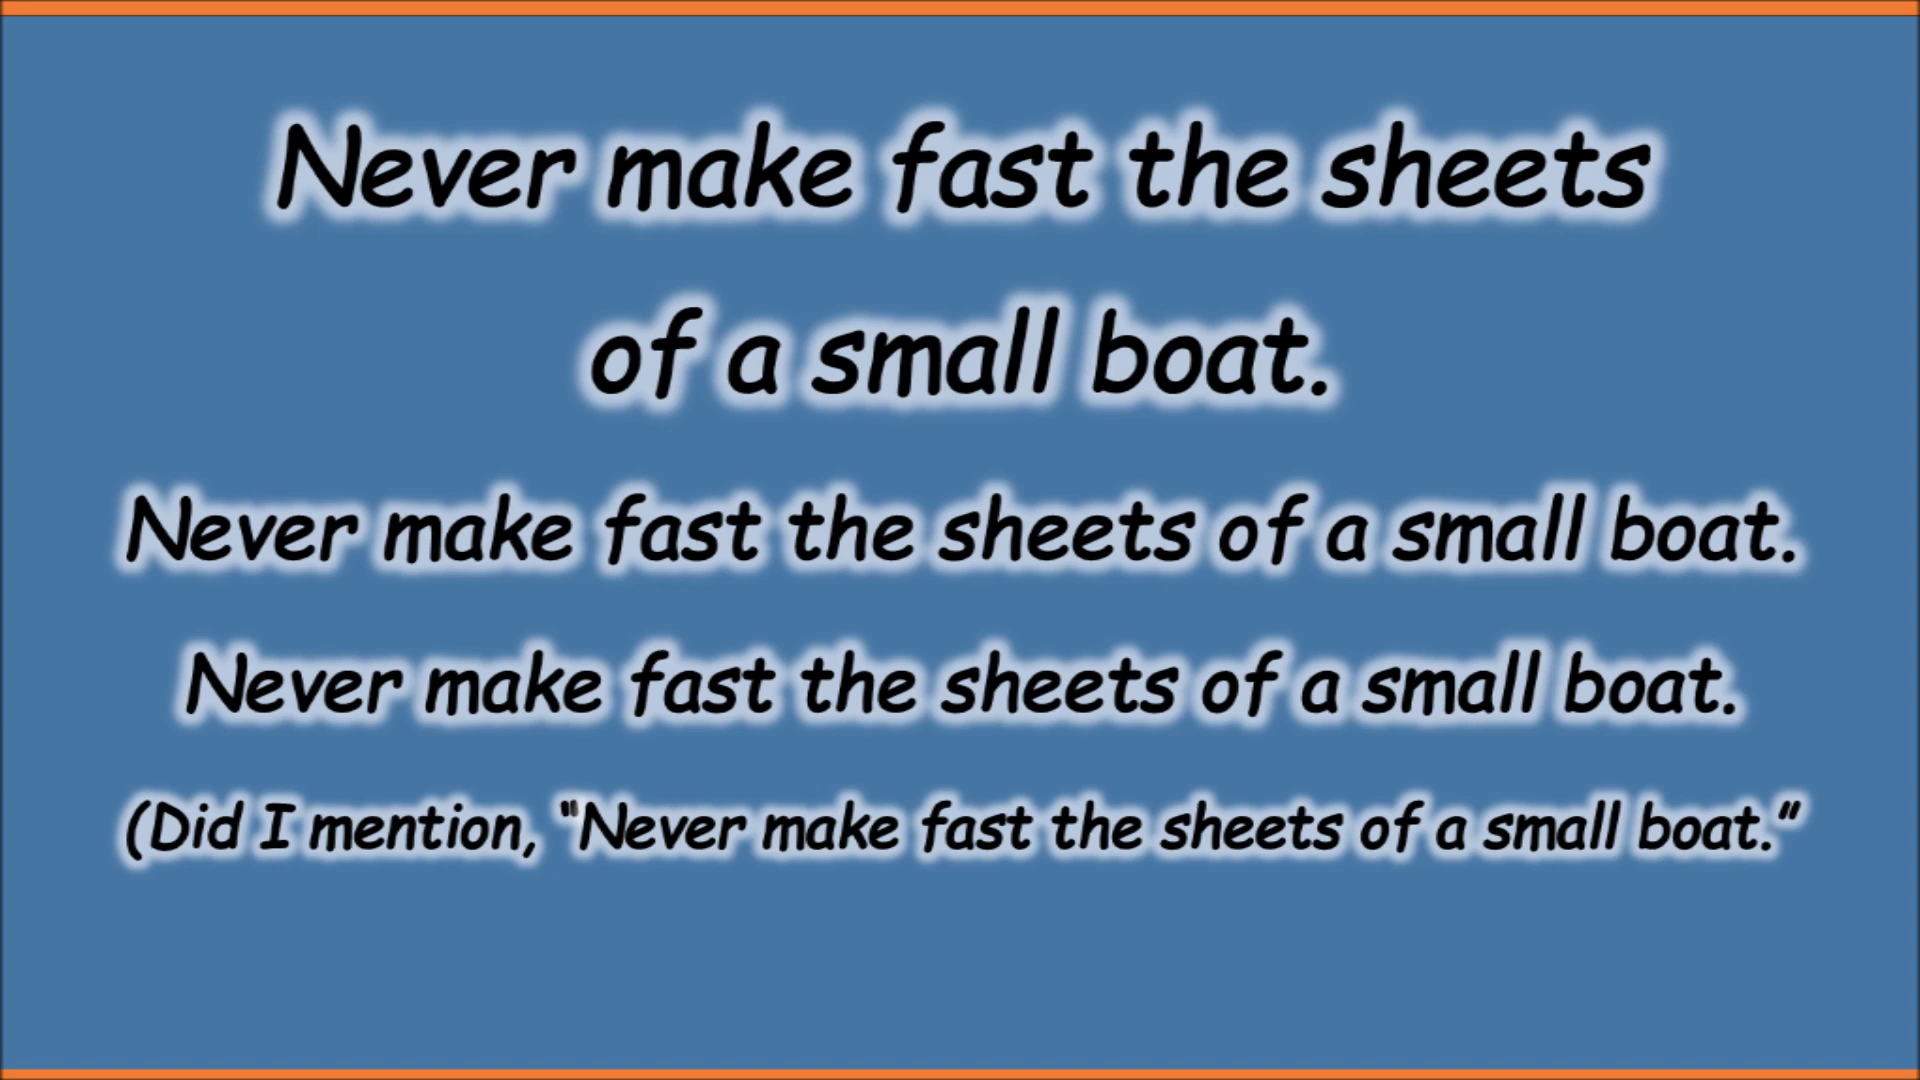 Never make fast the sheets
of a small boat.
Never make fast the sheets of a small boat.
Never make fast the sheets of a small boat.
(Did I mention, “Never make fast the sheets of a small boat.”